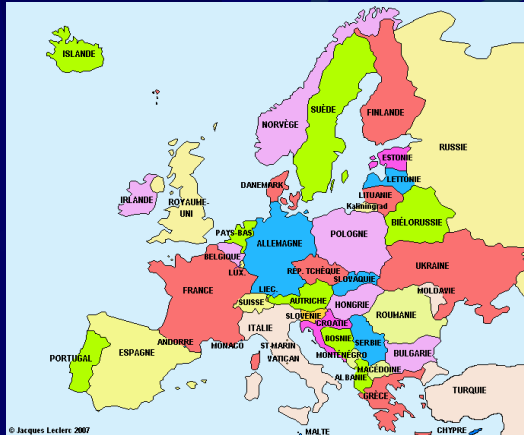 ISLANDE
SUÈDE
FINLANDE
NORVÈGE
RUSSIE
ESTONIE
LETTONIE
DANEMARK
LITUANIE
Kaliningrad
IRLANDE
ROYAUME-
UNI
BIÉLORUSSIE
PAYS-BAS
ALLEMAGNE
POLOGNE
BELGIQUE
UKRAINE
LUX.
RÉP. TCHÈQUE
SLOVAQUIE
LIEC.
MOLDAVIE
FRANCE
SUISSE
AUTRICHE
HONGRIE
SLOVENIE
ROUMANIE
CROATIE
ITALIE
BOSNIE
SERBIE
ANDORRE
MONACO
ST-MARIN
VATICAN
MONTÉNÉGRO
BULGARIE
PORTUGAL
ESPAGNE
MACEDOINE
ALBANIE
GRÈCE
TURQUIE
MALTE
CHYPRE
© Jacques Leclerc 2007